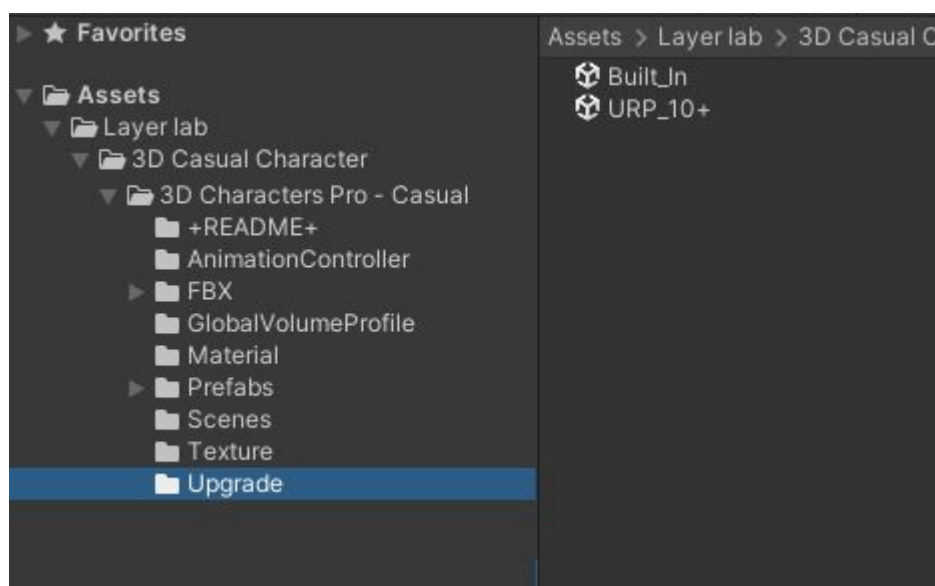 Favorites
Assets
Layer lab
3D Casual Character
3D Characters Pro - Casual
+README+
AnimationController
FBX
GlobalVolumeProfile
Material
Prefabs
Scenes
Texture
Upgrade
Assets > Layer lab > 3D Casual C
Built_In
URP_10+